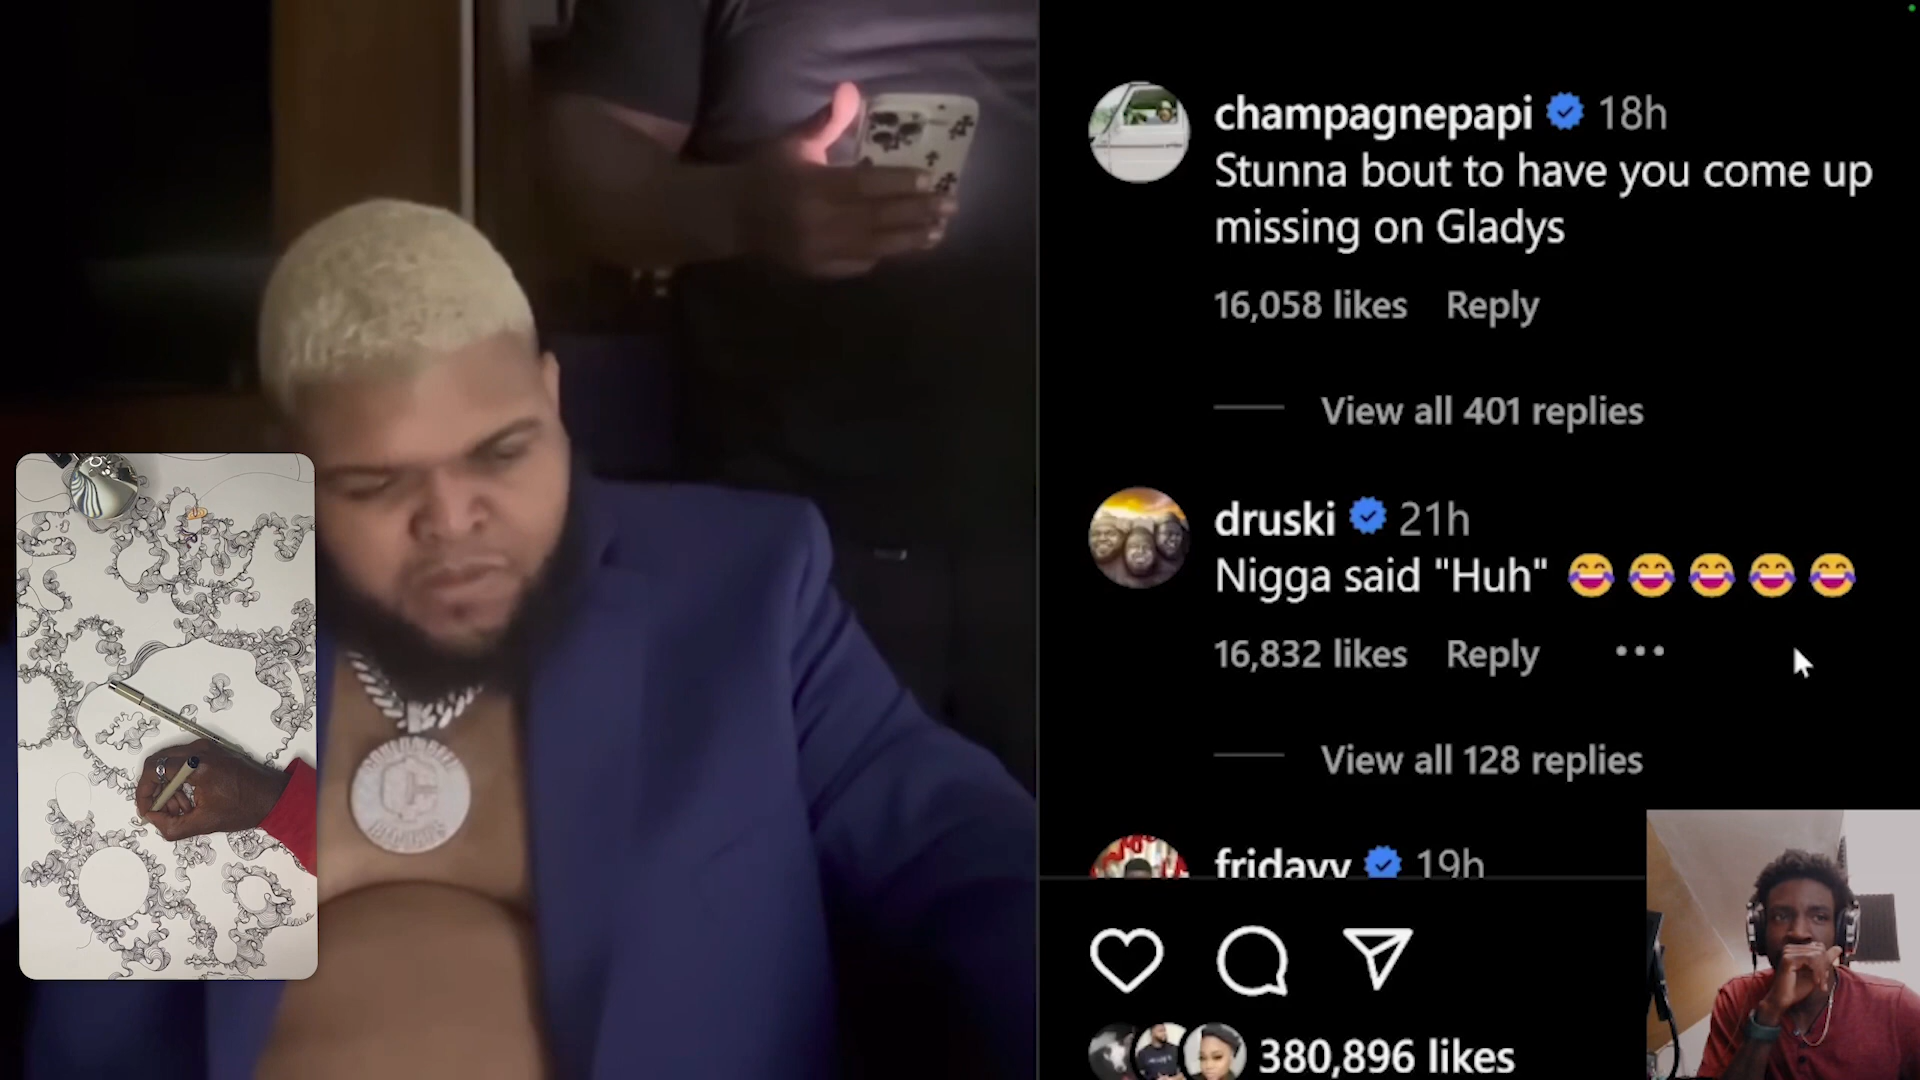 champagnepapi 18h
Stunna bout to have you come up
missing on Gladys
16,058 likes Reply
View all 401 replies
druski 21h
Nigga said "Huh" 😂😂😂😂😂
16,832 likes Reply •••
View all 128 replies
fridayy 19h
380,896 likes